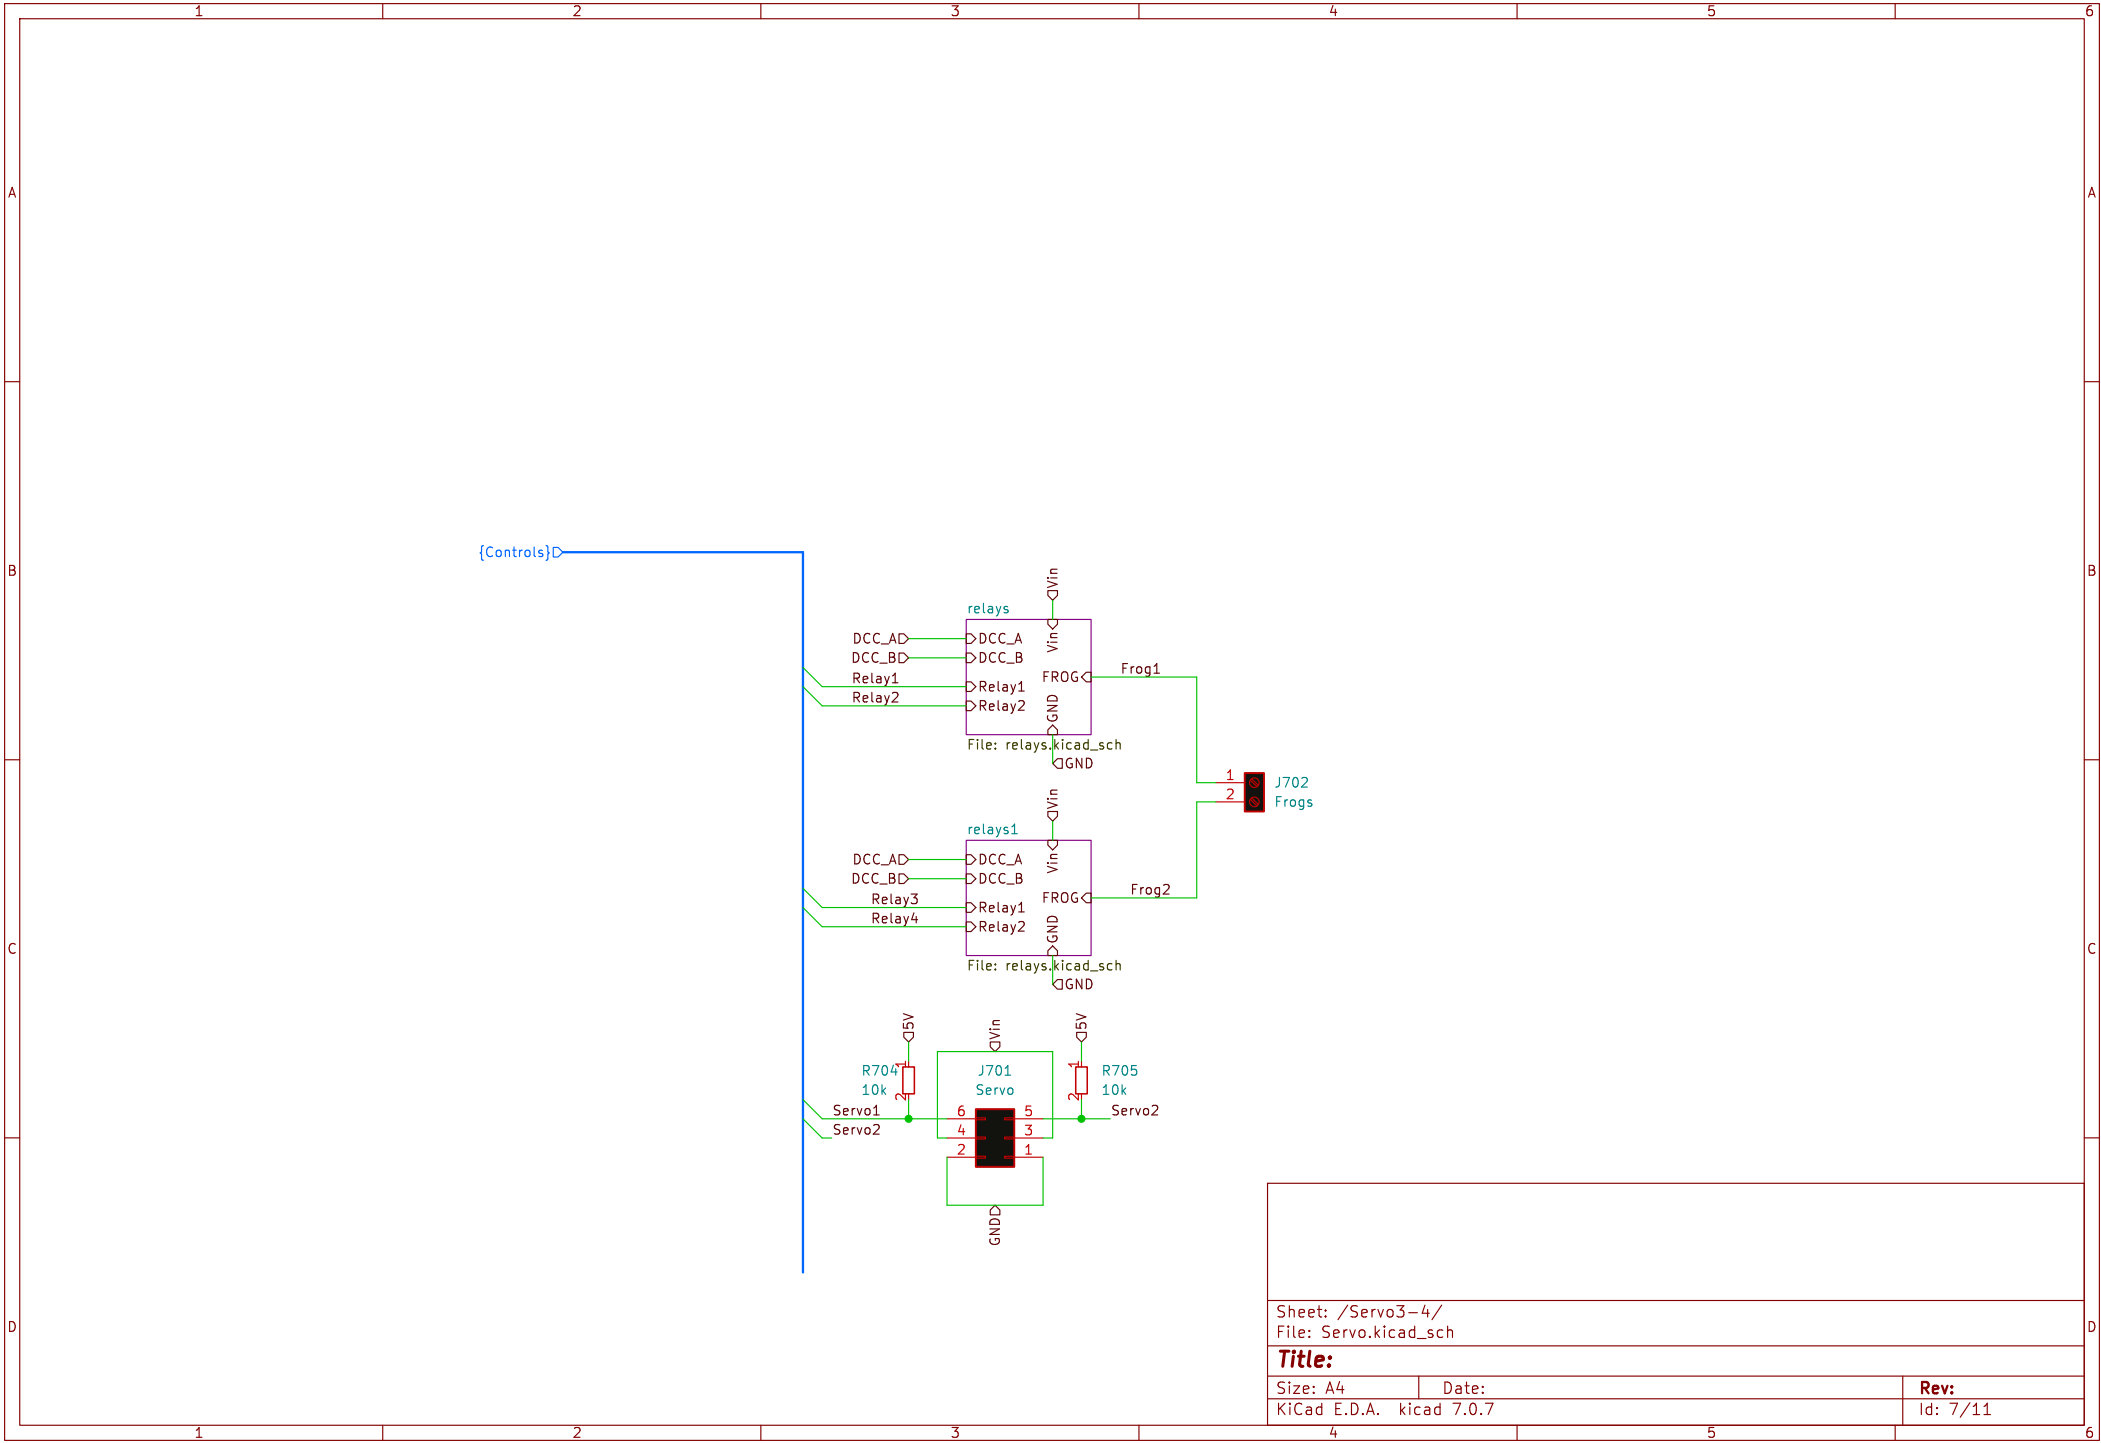 1 2 3 4 5 6
A A
{Controls}
B B
Vin
relays
DCC_A DCC_A
DCC_B DCC_B
Vin
Relay1 Relay1
Relay2 Relay2
FROG Frog1
GND
File: relays.kicad_sch
GND
1 J702
2 Frogs
Vin
relays1
DCC_A DCC_A
DCC_B DCC_B
Vin
Relay3 Relay1
Relay4 Relay2
FROG Frog2
GND
File: relays.kicad_sch
GND
C C
5V Vin 5V
R704 1 J701 1 R705
10k 2 Servo 2 10k
Servo1 6 5 Servo2
Servo2 4 3
2 1
GND
Sheet: /Servo3-4/
D File: Servo.kicad_sch D
Title:
Size: A4 Date: Rev:
KiCad E.D.A. kicad 7.0.7 Id: 7/11
1 2 3 4 5 6